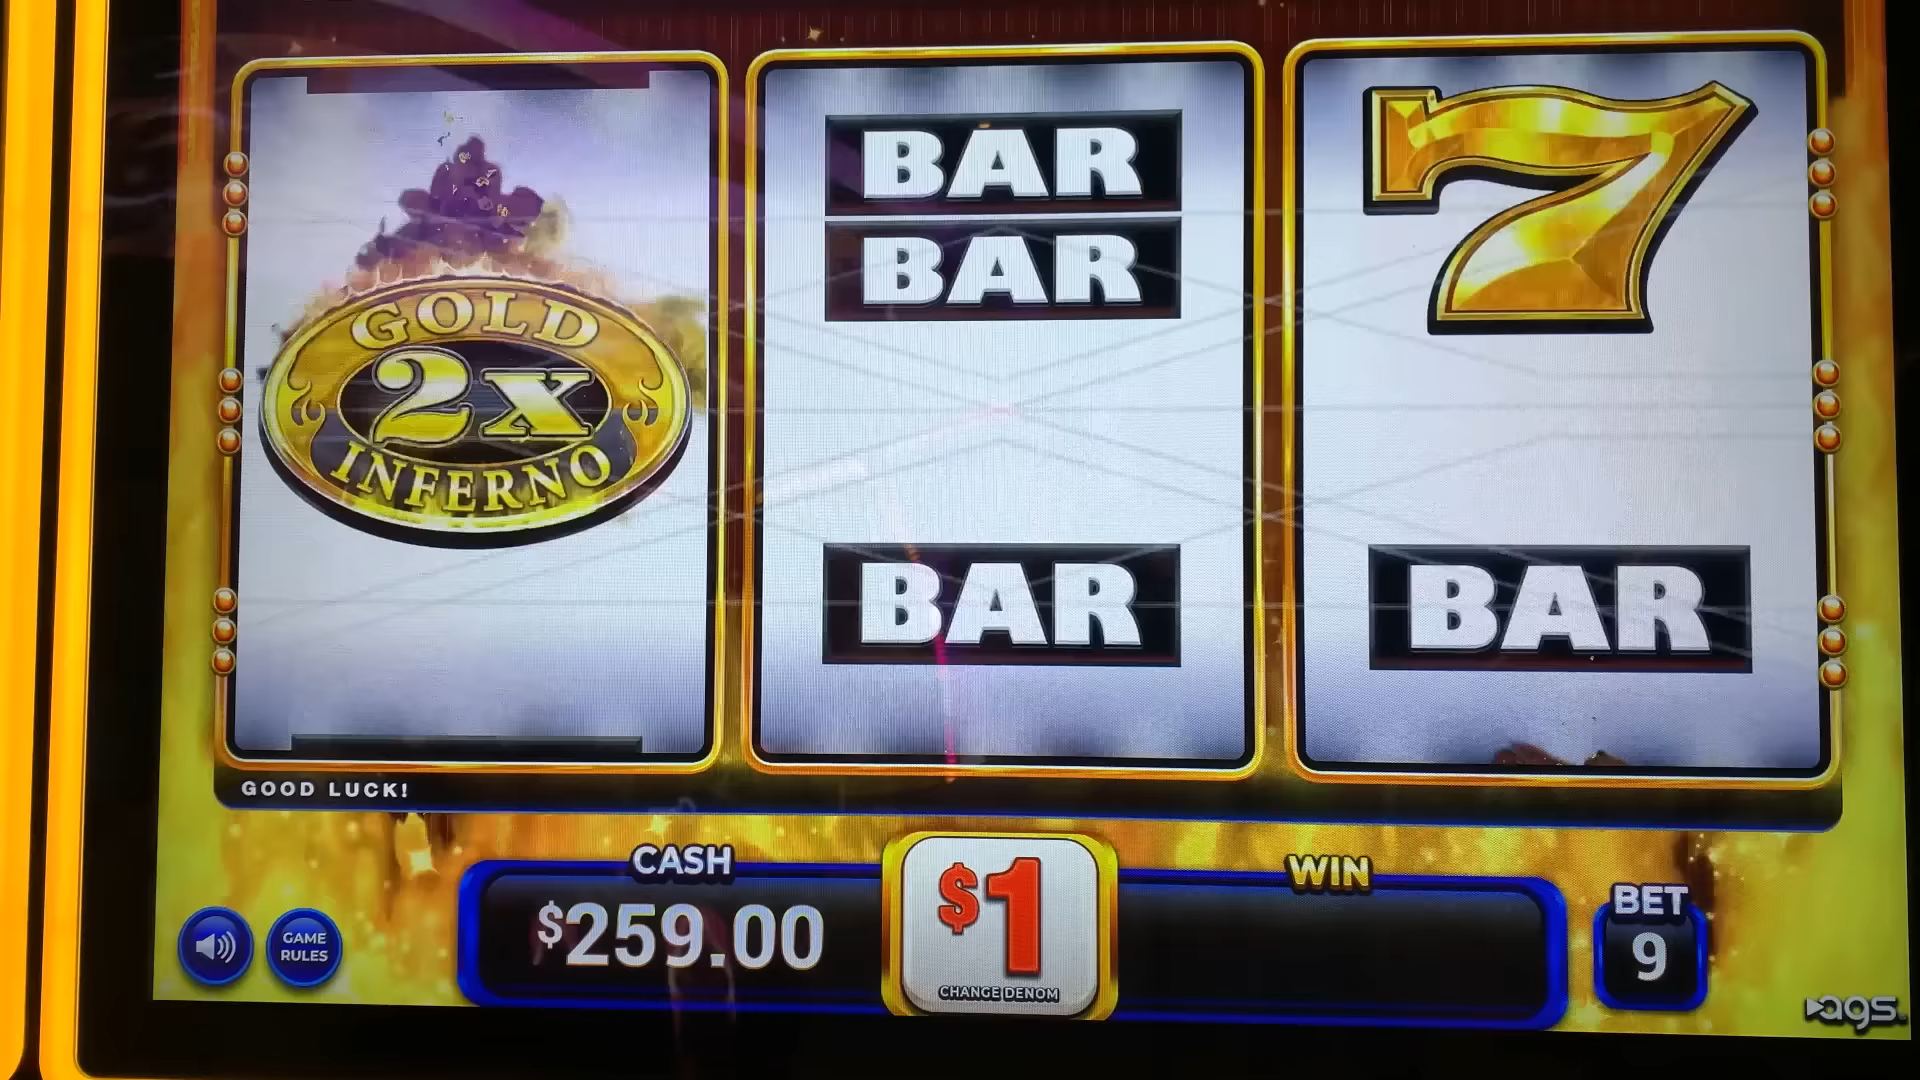 GOLD
2X
INFERNO
BAR
BAR
7
BAR
BAR
GOOD LUCK!
CASH
$259.00
$1
CHANGE DENOM
WIN
BET
9
GAME
RULES
ags